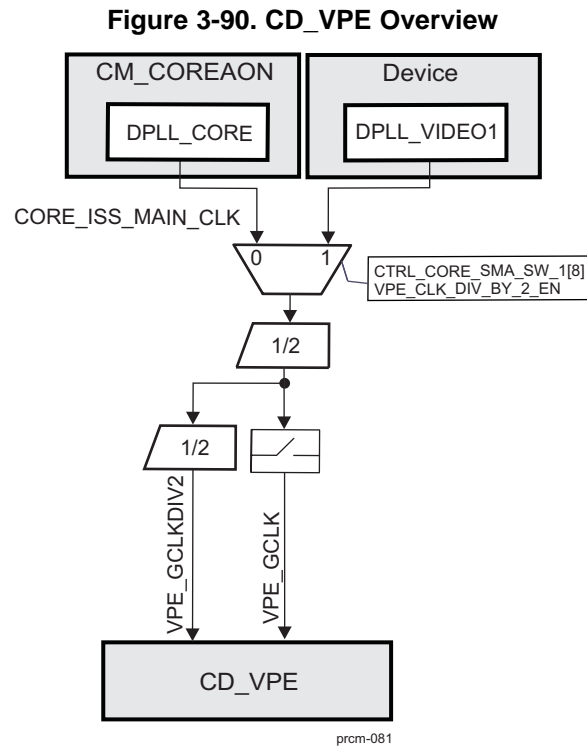 Figure 3-90. CD_VPE Overview
CM_COREAON
Device
DPLL_CORE
DPLL_VIDEO1
CORE_ISS_MAIN_CLK
0
1
CTRL_CORE_SMA_SW_1[8]
VPE_CLK_DIV_BY_2_EN
1/2
1/2
VPE_GCLKDIV2
VPE_GCLK
CD_VPE
prcm-081